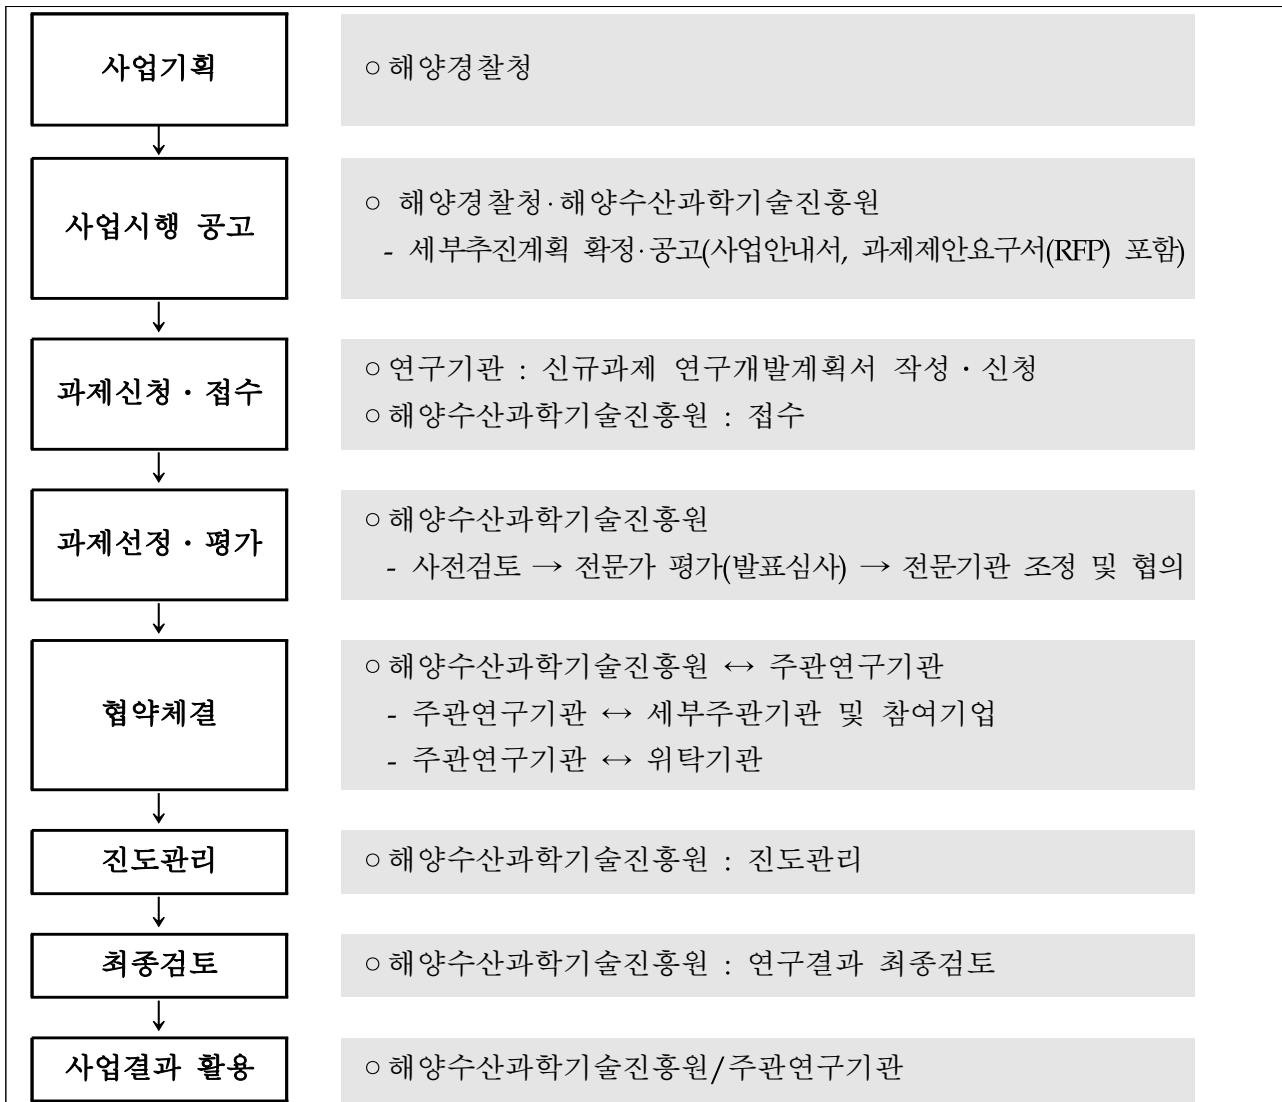 사업기획
○해양경찰청
↓
사업시행 공고
○ 해양경찰청·해양수산과학기술진흥원
- 세부추진계획 확정·공고(사업안내서, 과제제안요구서(RFP) 포함)
↓
과제신청・접수
○연구기관 : 신규과제 연구개발계획서 작성・신청
○해양수산과학기술진흥원 : 접수
↓
과제선정・평가
○해양수산과학기술진흥원
- 사전검토 → 전문가 평가(발표심사) → 전문기관 조정 및 협의
↓
협약체결
○해양수산과학기술진흥원 ↔ 주관연구기관
- 주관연구기관 ↔ 세부주관기관 및 참여기업
- 주관연구기관 ↔ 위탁기관
↓
진도관리
○해양수산과학기술진흥원 : 진도관리
↓
최종검토
○해양수산과학기술진흥원 : 연구결과 최종검토
↓
사업결과 활용
○해양수산과학기술진흥원/주관연구기관